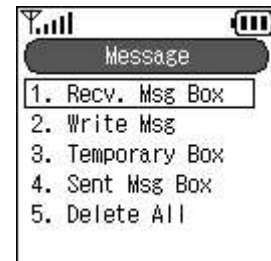 Message
1. Recv. Msg Box
2. Write Msg
3. Temporary Box
4. Sent Msg Box
5. Delete All